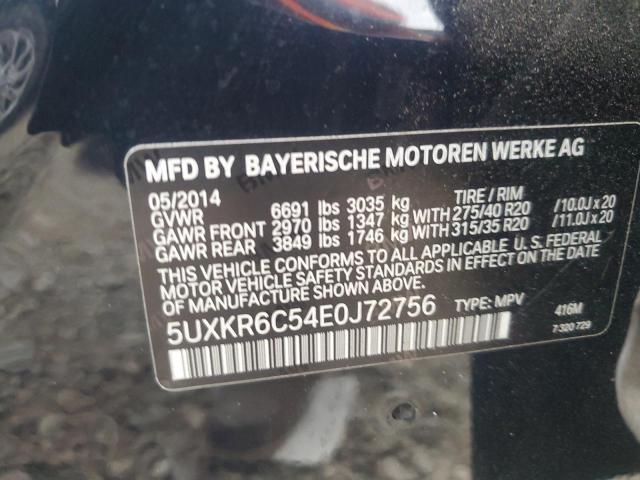 MFD BY BAYERISCHE MOTOREN WERKE AG
05/2014 TIRE / RIM
GVWR 6691 lbs 3035 kg
GAWR FRONT 2970 lbs 1347 kg WITH 275/40 R20 /10.0J x 20
GAWR REAR 3849 lbs 1746 kg WITH 315/35 R20 /11.0J x 20
THIS VEHICLE CONFORMS TO ALL APPLICABLE U.S. FEDERAL
MOTOR VEHICLE SAFETY STANDARDS IN EFFECT ON THE DATE
OF MANUFACTURE SHOWN ABOVE.
5UXKR6C54E0J72756 TYPE: MPV 416M
7 320 729